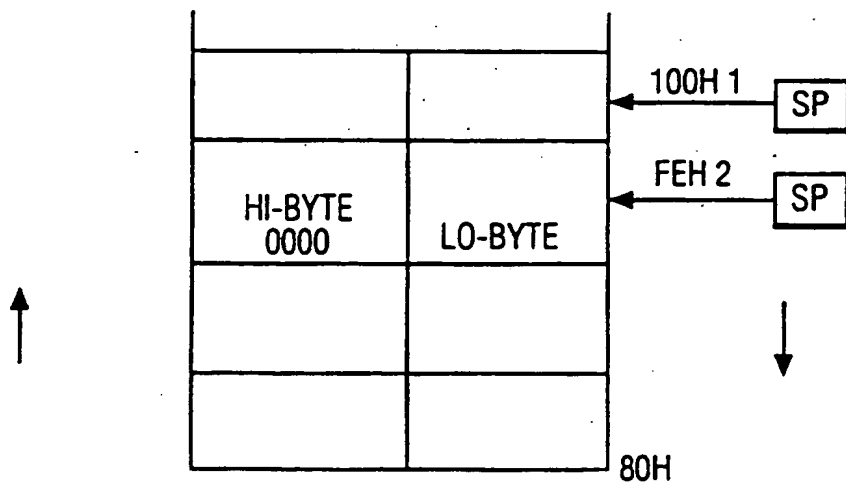 100H 1
SP
FEH 2
SP
HI-BYTE
0000
LO-BYTE
80H